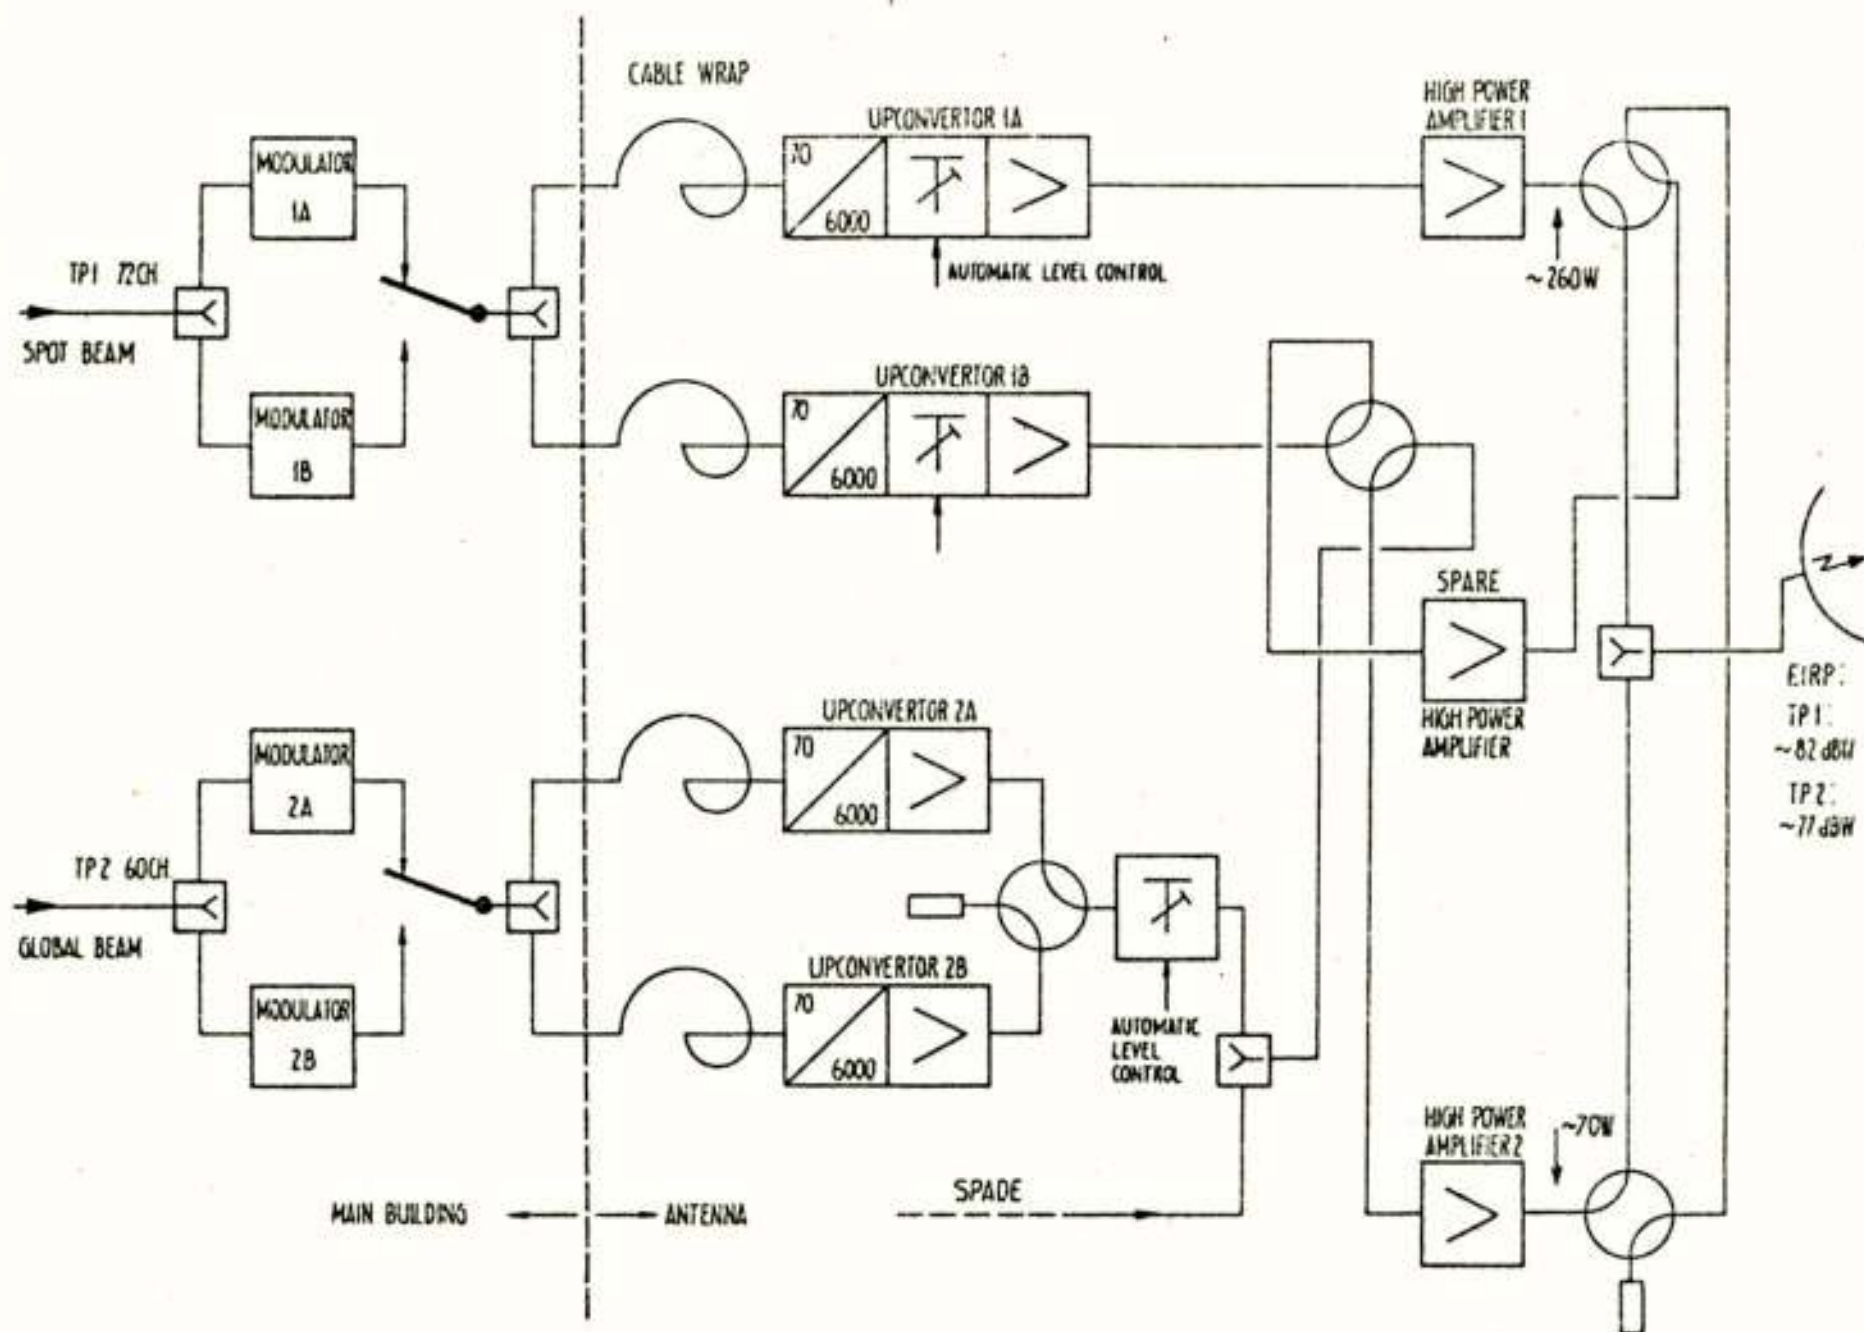 CABLE WRAP
UPCONVERTOR 1A
HIGH POWER
AMPLIFIER 1
MODULATOR
1A
70
6000
TP1 72CH
AUTOMATIC LEVEL CONTROL
~260W
SPOT BEAM
UPCONVERTOR 1B
MODULATOR
1B
70
6000
SPARE
HIGH POWER
AMPLIFIER
EIRP:
TP1:
~82 dBW
TP2:
~77 dBW
UPCONVERTOR 2A
MODULATOR
2A
70
6000
TP2 60CH
GLOBAL BEAM
UPCONVERTOR 2B
MODULATOR
2B
70
6000
AUTOMATIC
LEVEL
CONTROL
HIGH POWER
AMPLIFIER 2
~70W
SPADE
MAIN BUILDING
ANTENNA